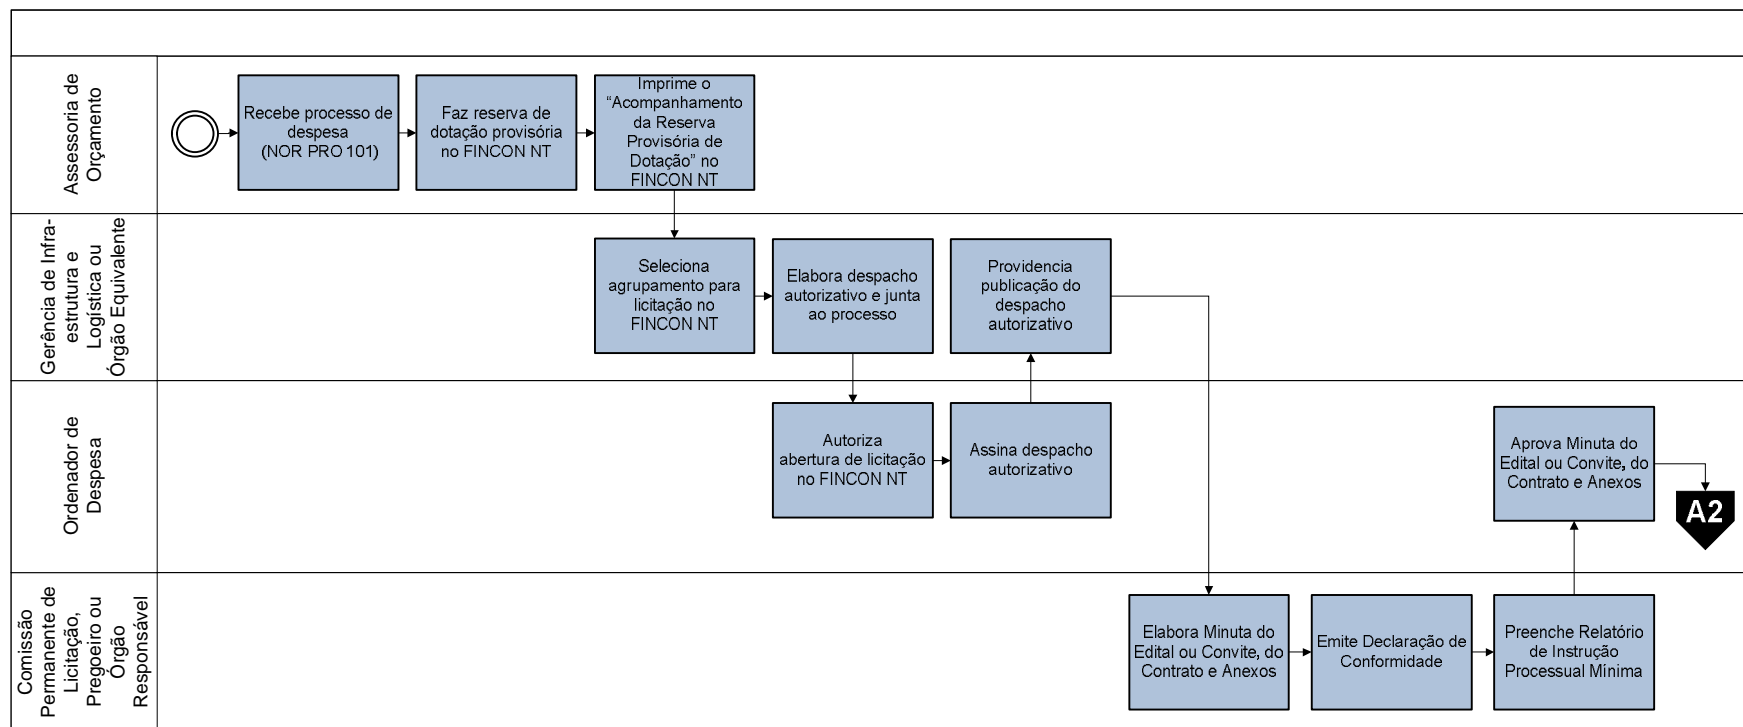 Assessoria de
Orçamento
Recebe processo de
despesa
(NOR PRO 101)
Faz reserva de
dotação provisória
no FINCON NT
Imprime o
“Acompanhamento
da Reserva
Provisória de
Dotação” no
FINCON NT
Gerência de Infra-
estrutura e
Logística ou
Órgão Equivalente
Seleciona
agrupamento para
licitação no
FINCON NT
Elabora despacho
autorizativo e junta
ao processo
Providencia
publicação do
despacho
autorizativo
Ordenador de
Despesa
Autoriza
abertura de licitação
no FINCON NT
Assina despacho
autorizativo
Aprova Minuta do
Edital ou Convite, do
Contrato e Anexos
A2
Comissão
Permanente de
Licitação,
Pregoeiro ou
Órgão
Responsável
Elabora Minuta do
Edital ou Convite, do
Contrato e Anexos
Emite Declaração de
Conformidade
Preenche Relatório
de Instrução
Processual Mínima